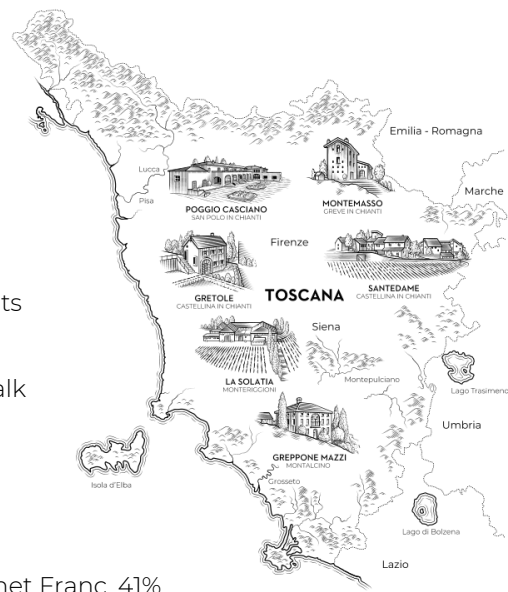 Emilia - Romagna
Lucca
Marche
Pisa
POGGIO CASCIANO
SAN POLO IN CHIANTI
MONTEMASSO
GREVE IN CHIANTI
Firenze
GRETOLE
CASTELLINA IN CHIANTI
TOSCANA
SANTEDAME
CASTELLINA IN CHIANTI
ts
Siena
LA SOLATIA
MONTERIGGIONI
Montepulciano
alk
Lago Trasimeno
Umbria
GREPPONE MAZZI
MONTALCINO
Isola d'Elba
Grosseto
Lago di Bolzena
Lazio
net Franc, 41%